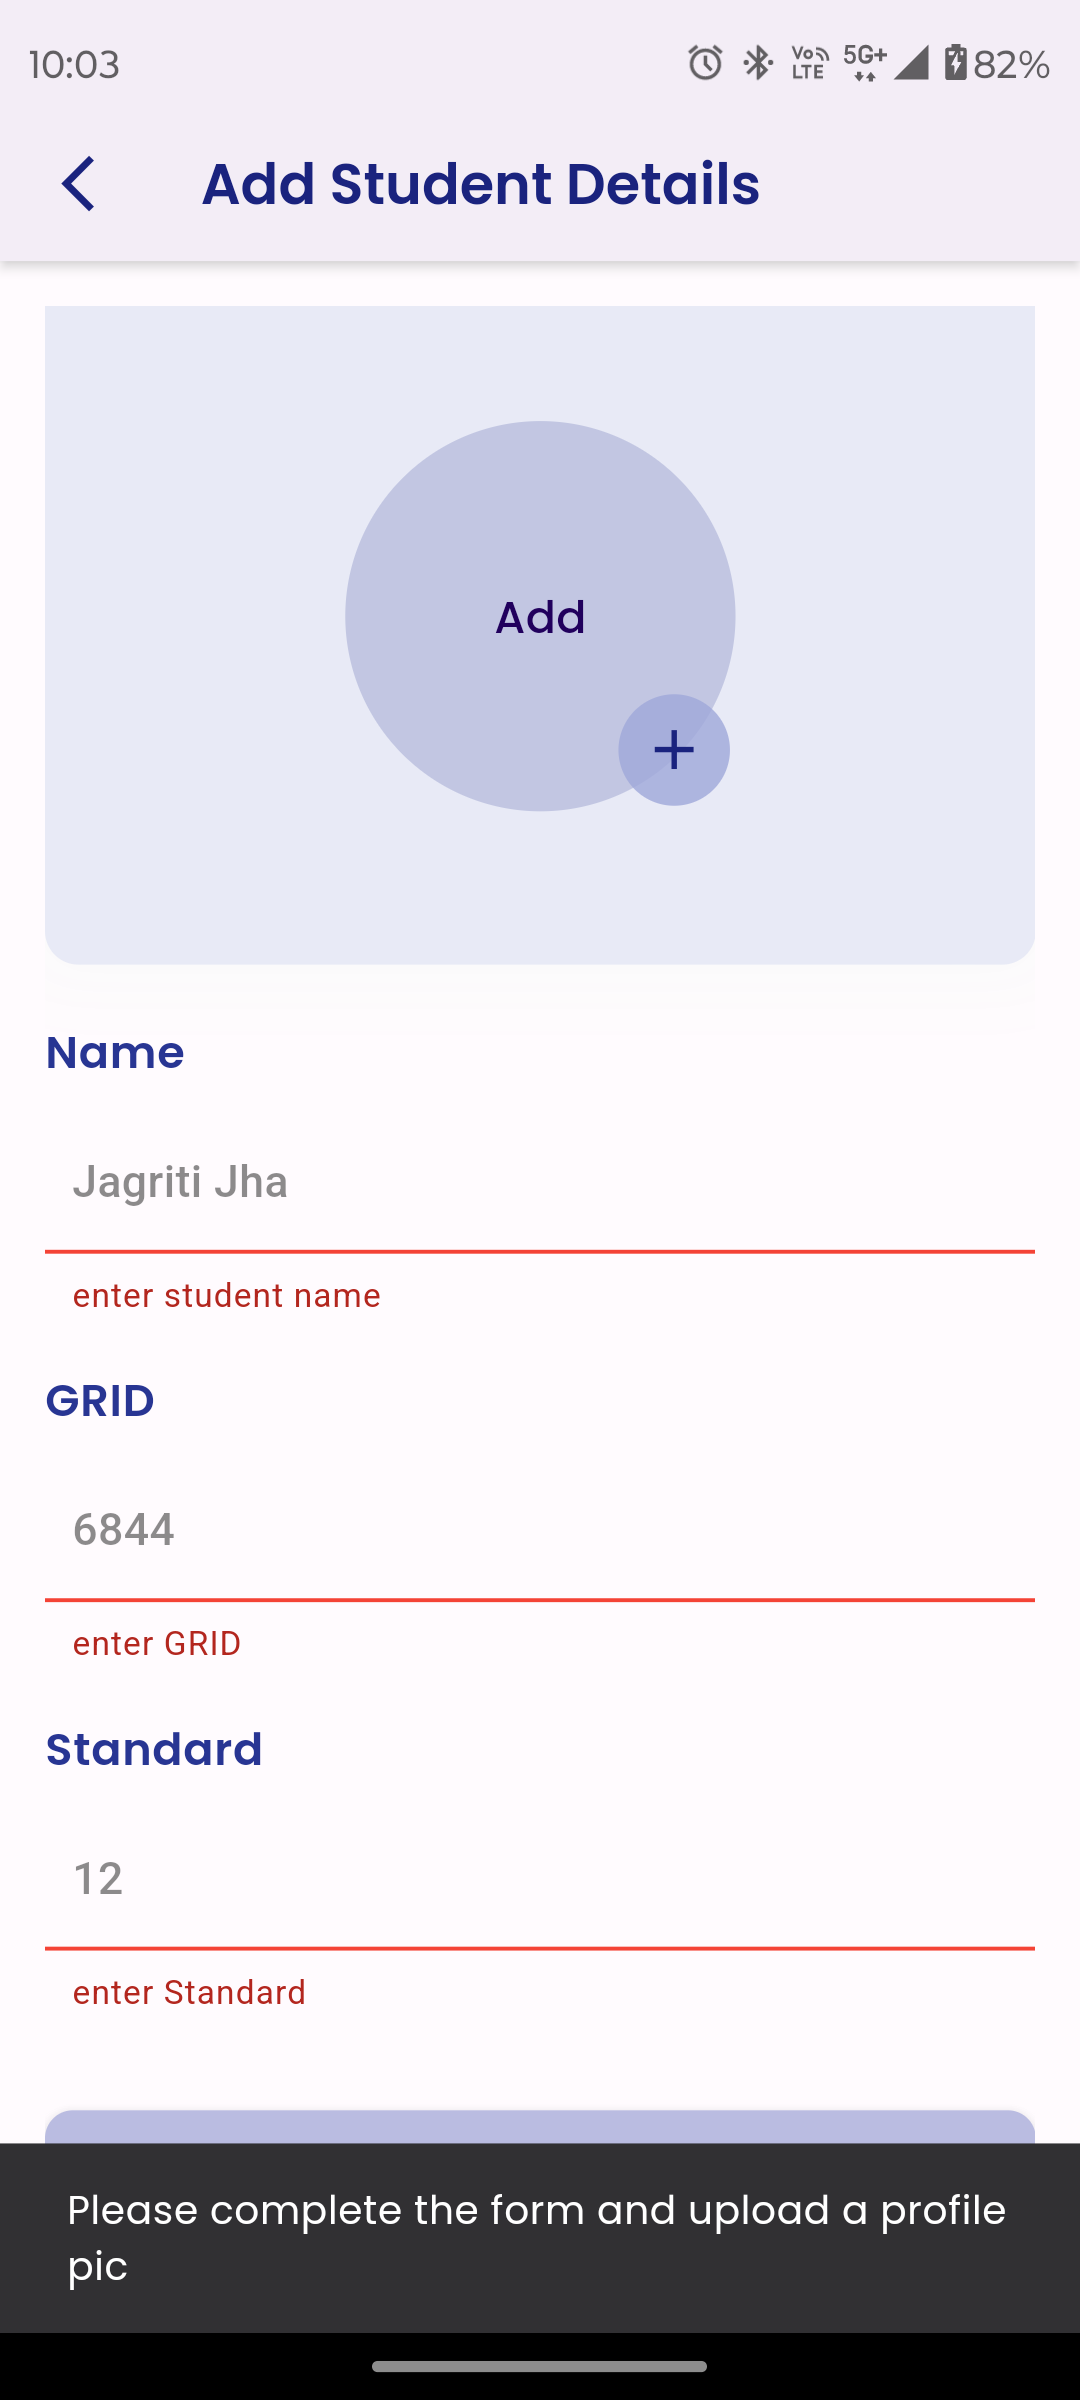 10:03
Vo LTE 5G+ 82%
Add Student Details
Add
Name
Jagriti Jha
enter student name
GRID
6844
enter GRID
Standard
12
enter Standard
Please complete the form and upload a profile
pic